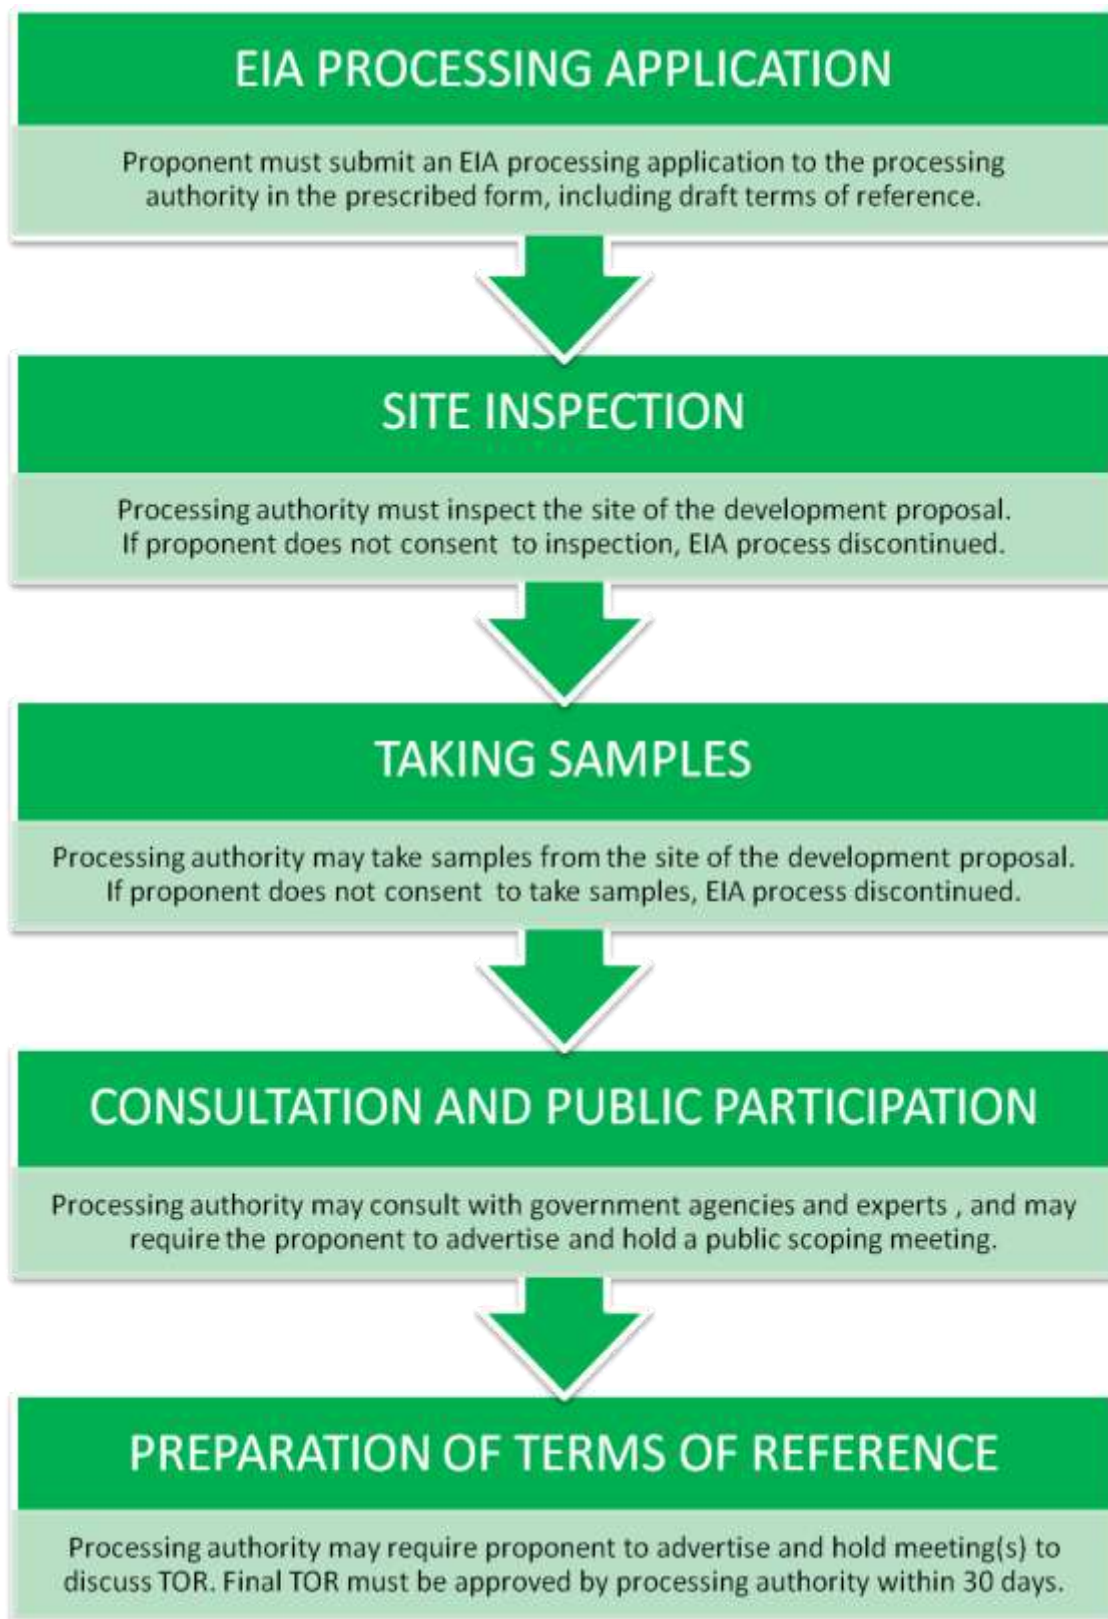 EIA PROCESSING APPLICATION
Proponent must submit an EIA processing application to the processing
authority in the prescribed form, including draft terms of reference.
SITE INSPECTION
Processing authority must inspect the site of the development proposal.
If proponent does not consent to inspection, EIA process discontinued.
TAKING SAMPLES
Processing authority may take samples from the site of the development proposal.
If proponent does not consent to take samples, EIA process discontinued.
CONSULTATION AND PUBLIC PARTICIPATION
Processing authority may consult with government agencies and experts , and may
require the proponent to advertise and hold a public scoping meeting.
PREPARATION OF TERMS OF REFERENCE
Processing authority may require proponent to advertise and hold meeting(s) to
discuss TOR. Final TOR must be approved by processing authority within 30 days.